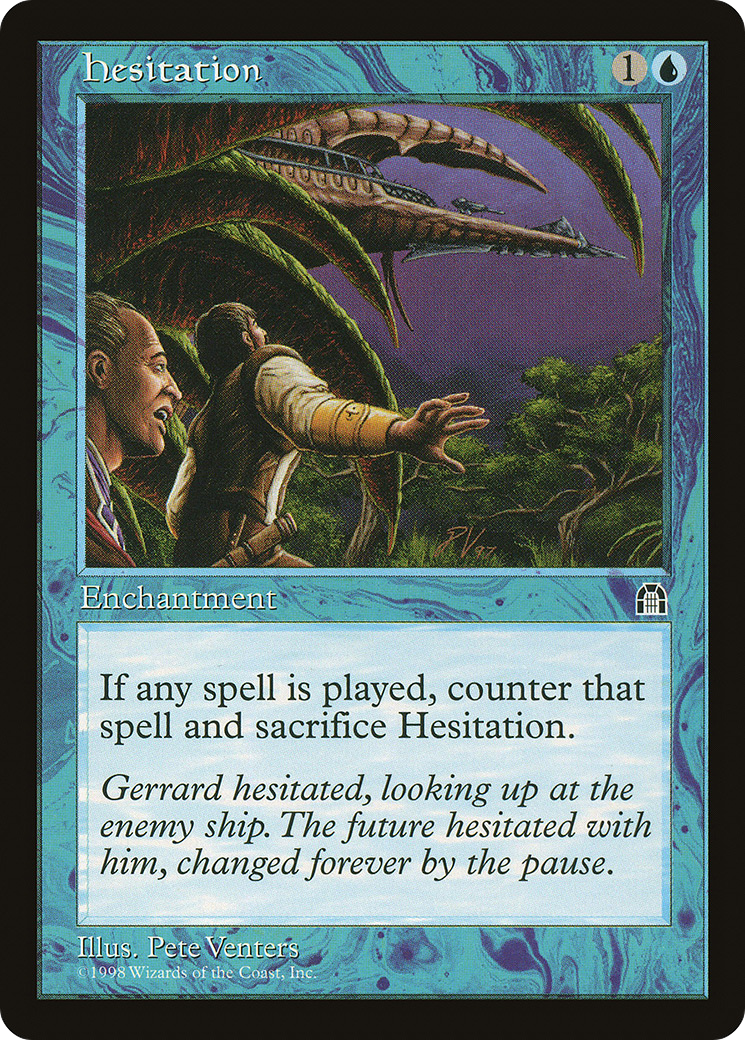 Hesitation 1
P.V 97
Enchantment
If any spell is played, counter that
spell and sacrifice Hesitation.
Gerrard hesitated, looking up at the
enemy ship. The future hesitated with
him, changed forever by the pause.
Illus. Pete Venters
©1998 Wizards of the Coast, Inc.